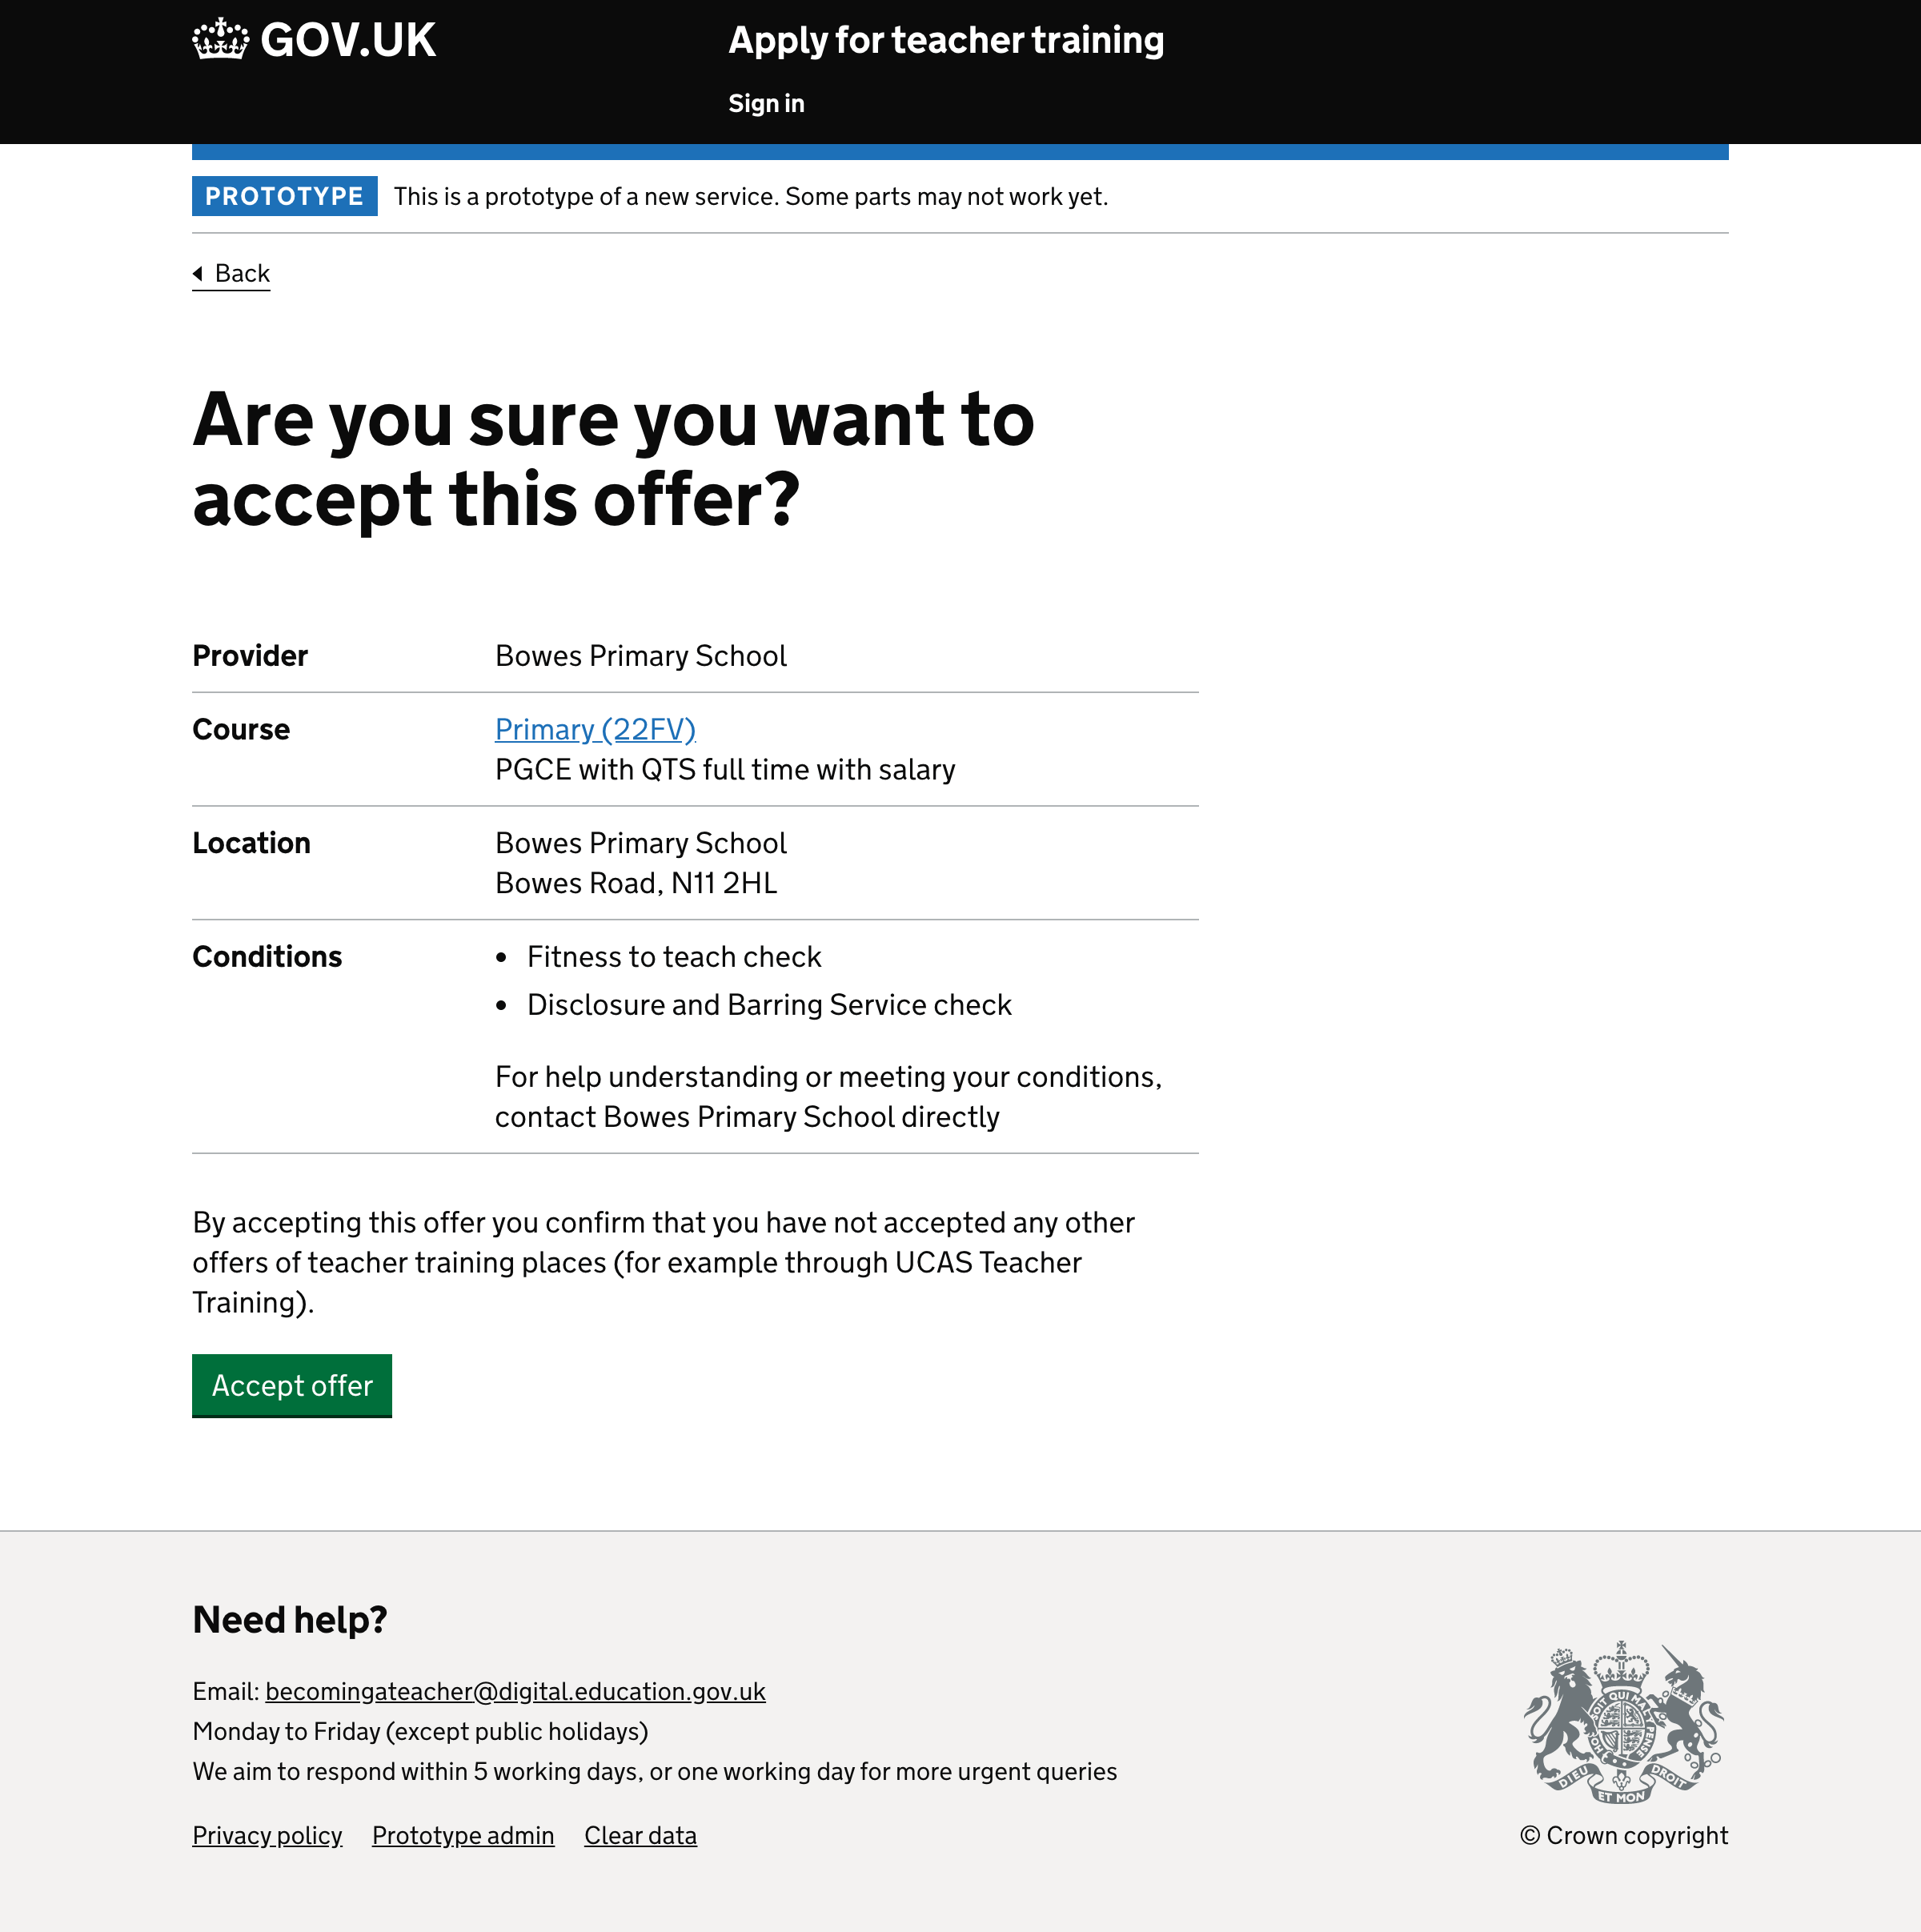 GOV.UK
Apply for teacher training
Sign in
PROTOTYPE This is a prototype of a new service. Some parts may not work yet.
Back
Are you sure you want to
accept this offer?
Provider Bowes Primary School
Course Primary (22FV)
PGCE with QTS full time with salary
Location Bowes Primary School
Bowes Road, N11 2HL
Conditions • Fitness to teach check
• Disclosure and Barring Service check
For help understanding or meeting your conditions,
contact Bowes Primary School directly
By accepting this offer you confirm that you have not accepted any other
offers of teacher training places (for example through UCAS Teacher
Training).
Accept offer
Need help?
Email: becomingateacher@digital.education.gov.uk
Monday to Friday (except public holidays)
We aim to respond within 5 working days, or one working day for more urgent queries
Privacy policy Prototype admin Clear data
DIEU ET MON DROIT
© Crown copyright